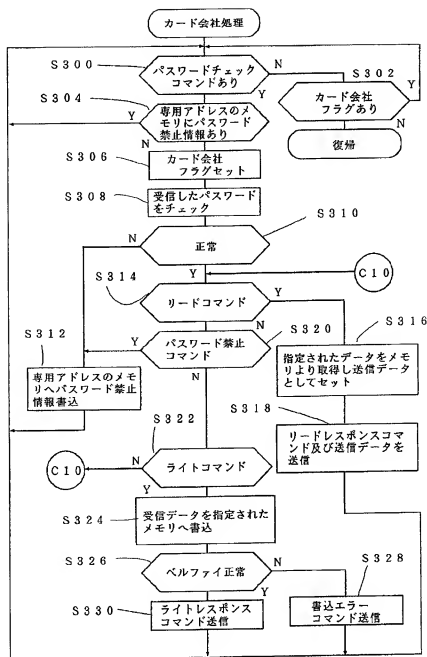 カード会社処理
S300
パスワードチェック
コマンドあり
N
Y
S302
カード会社
フラグあり
Y
N
復帰
S304
専用アドレスのメ
モリにパスワード
禁止情報あり
Y
N
S306
カード会社
フラグセット
S308
受信したパスワード
をチェック
S310
正常
N
Y
C10
S314
リードコマンド
Y
N
S316
指定されたデータをメモ
リより取得し送信データ
としてセット
S318
リードレスポンスコマ
ンド及び送信データを
送信
S320
パスワード禁止
コマンド
Y
N
S312
専用アドレスのメモ
リへパスワード禁止
情報書込
S322
ライトコマンド
N
C10
Y
S324
受信データを指定された
メモリへ書込
S326
ベルファイ正常
N
Y
S328
書込エラー
コマンド送信
S330
ライトレスポンス
コマンド送信